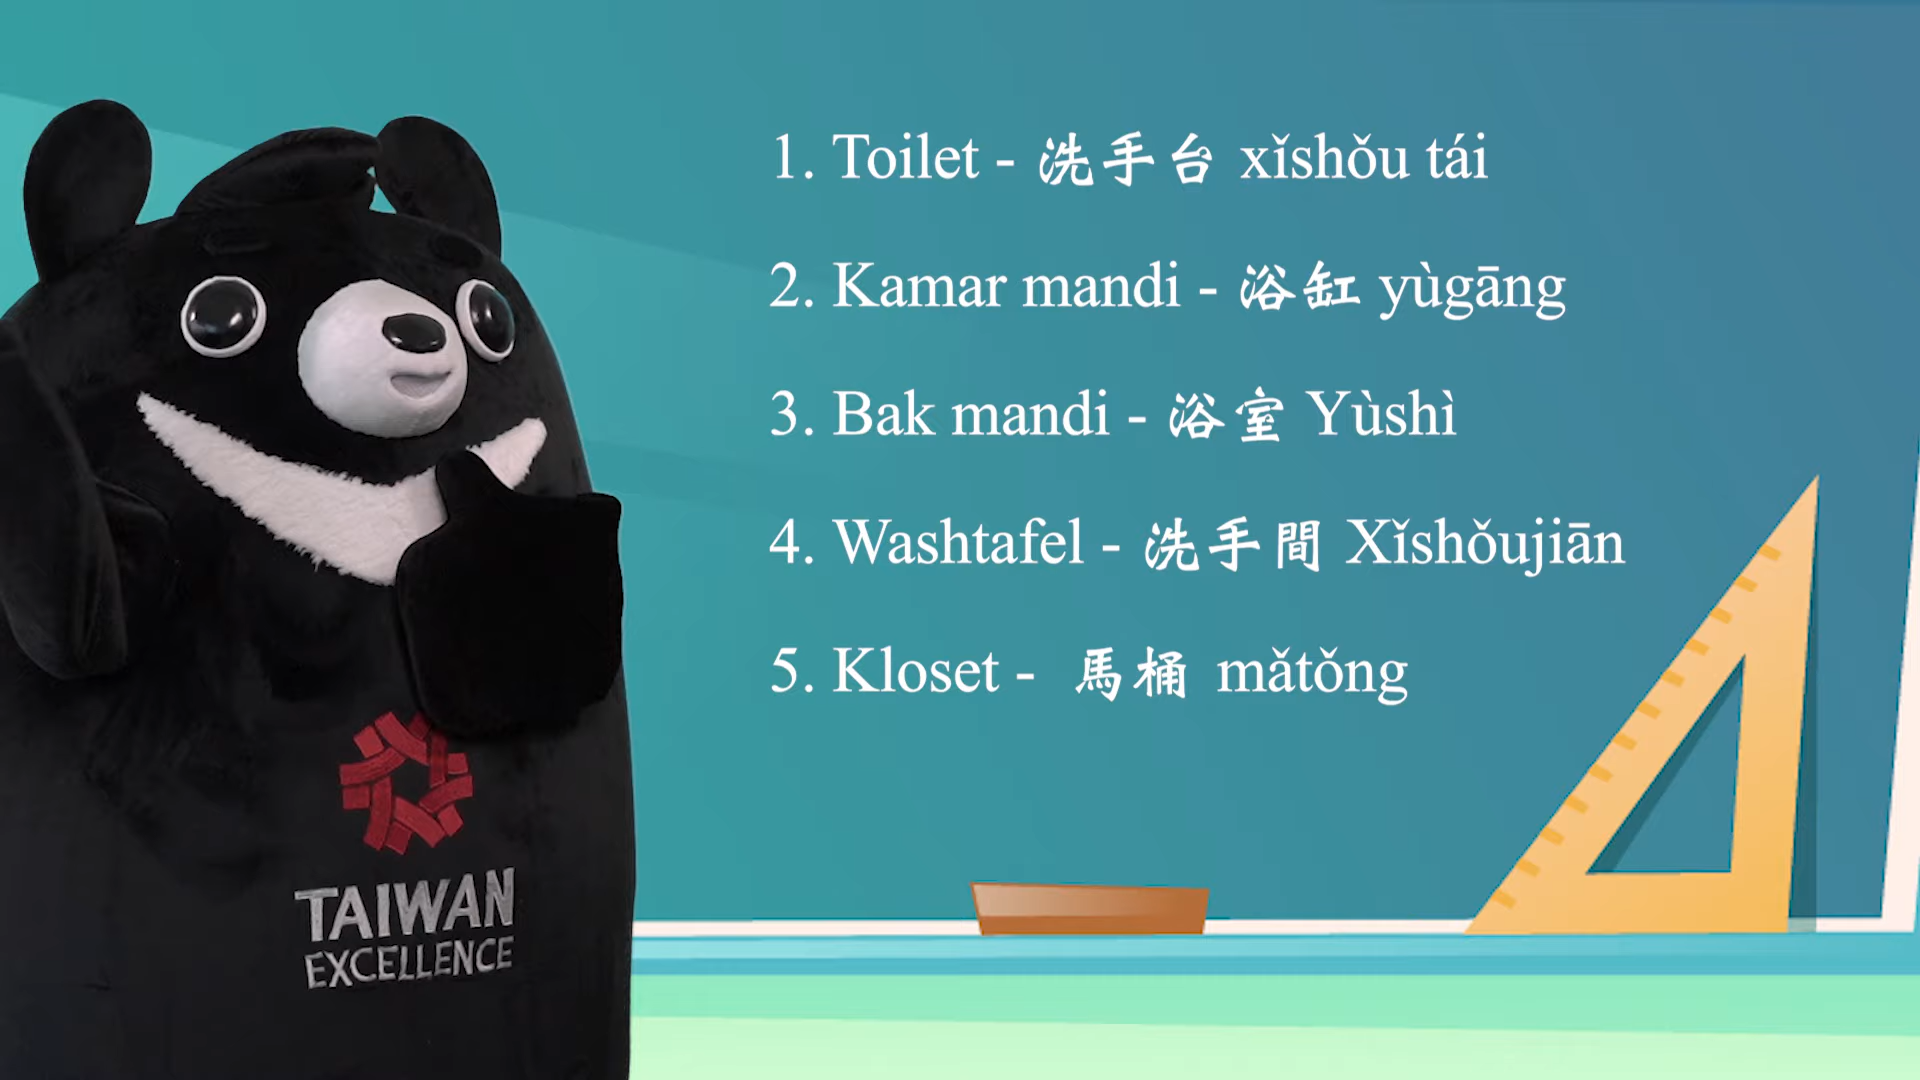 1. Toilet - 洗手台 xǐshǒu tái
2. Kamar mandi - 浴缸 yùgāng
3. Bak mandi - 浴室 Yùshì
4. Washtafel - 洗手間 Xǐshǒujiān
5. Kloset - 馬桶 mǎtǒng
TAIWAN
EXCELLENCE